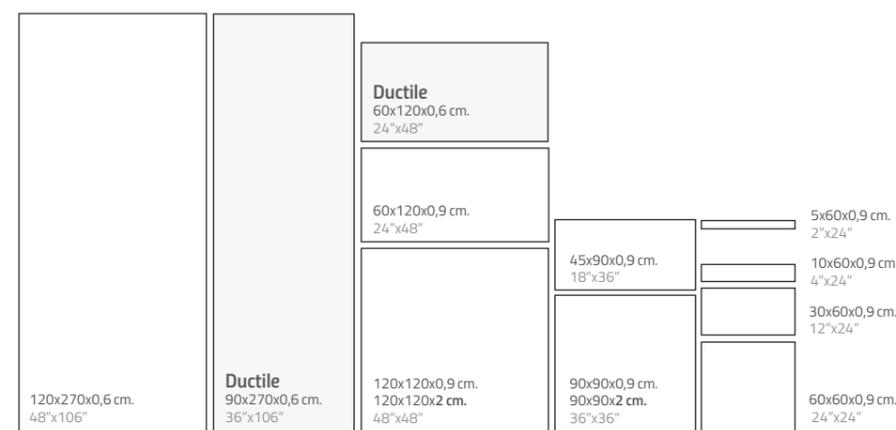 120x270x0,6 cm.
48"x106"
Ductile
90x270x0,6 cm.
36"x106"
Ductile
60x120x0,6 cm.
24"x48"
60x120x0,9 cm.
24"x48"
120x120x0,9 cm.
120x120x2 cm.
48"x48"
45x90x0,9 cm.
18"x36"
90x90x0,9 cm.
90x90x2 cm.
36"x36"
5x60x0,9 cm.
2"x24"
10x60x0,9 cm
4"x24"
30x60x0,9 cm.
12"x24"
60x60x0,9 cm.
24"x24"